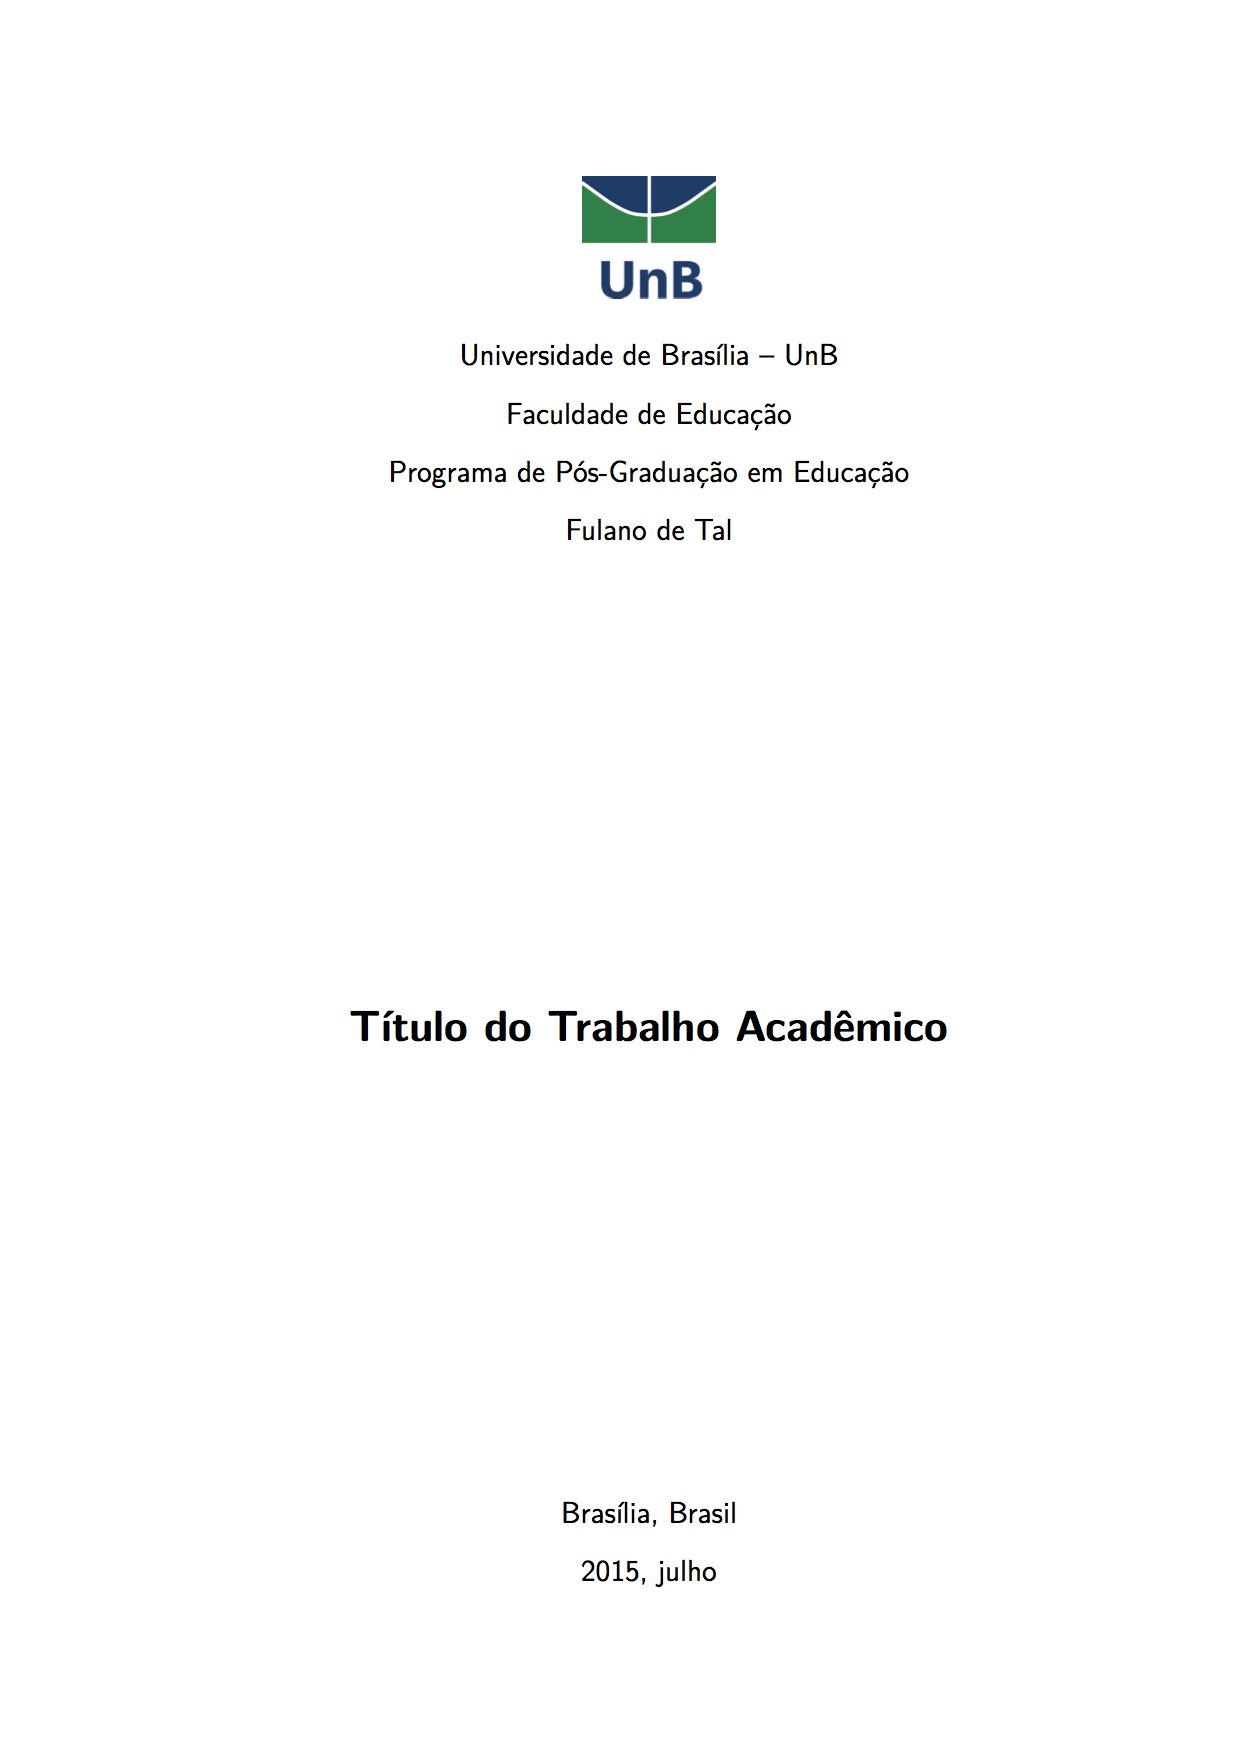 UnB
Universidade de Brasília – UnB
Faculdade de Educação
Programa de Pós-Graduação em Educação
Fulano de Tal
Título do Trabalho Acadêmico
Brasília, Brasil
2015, julho